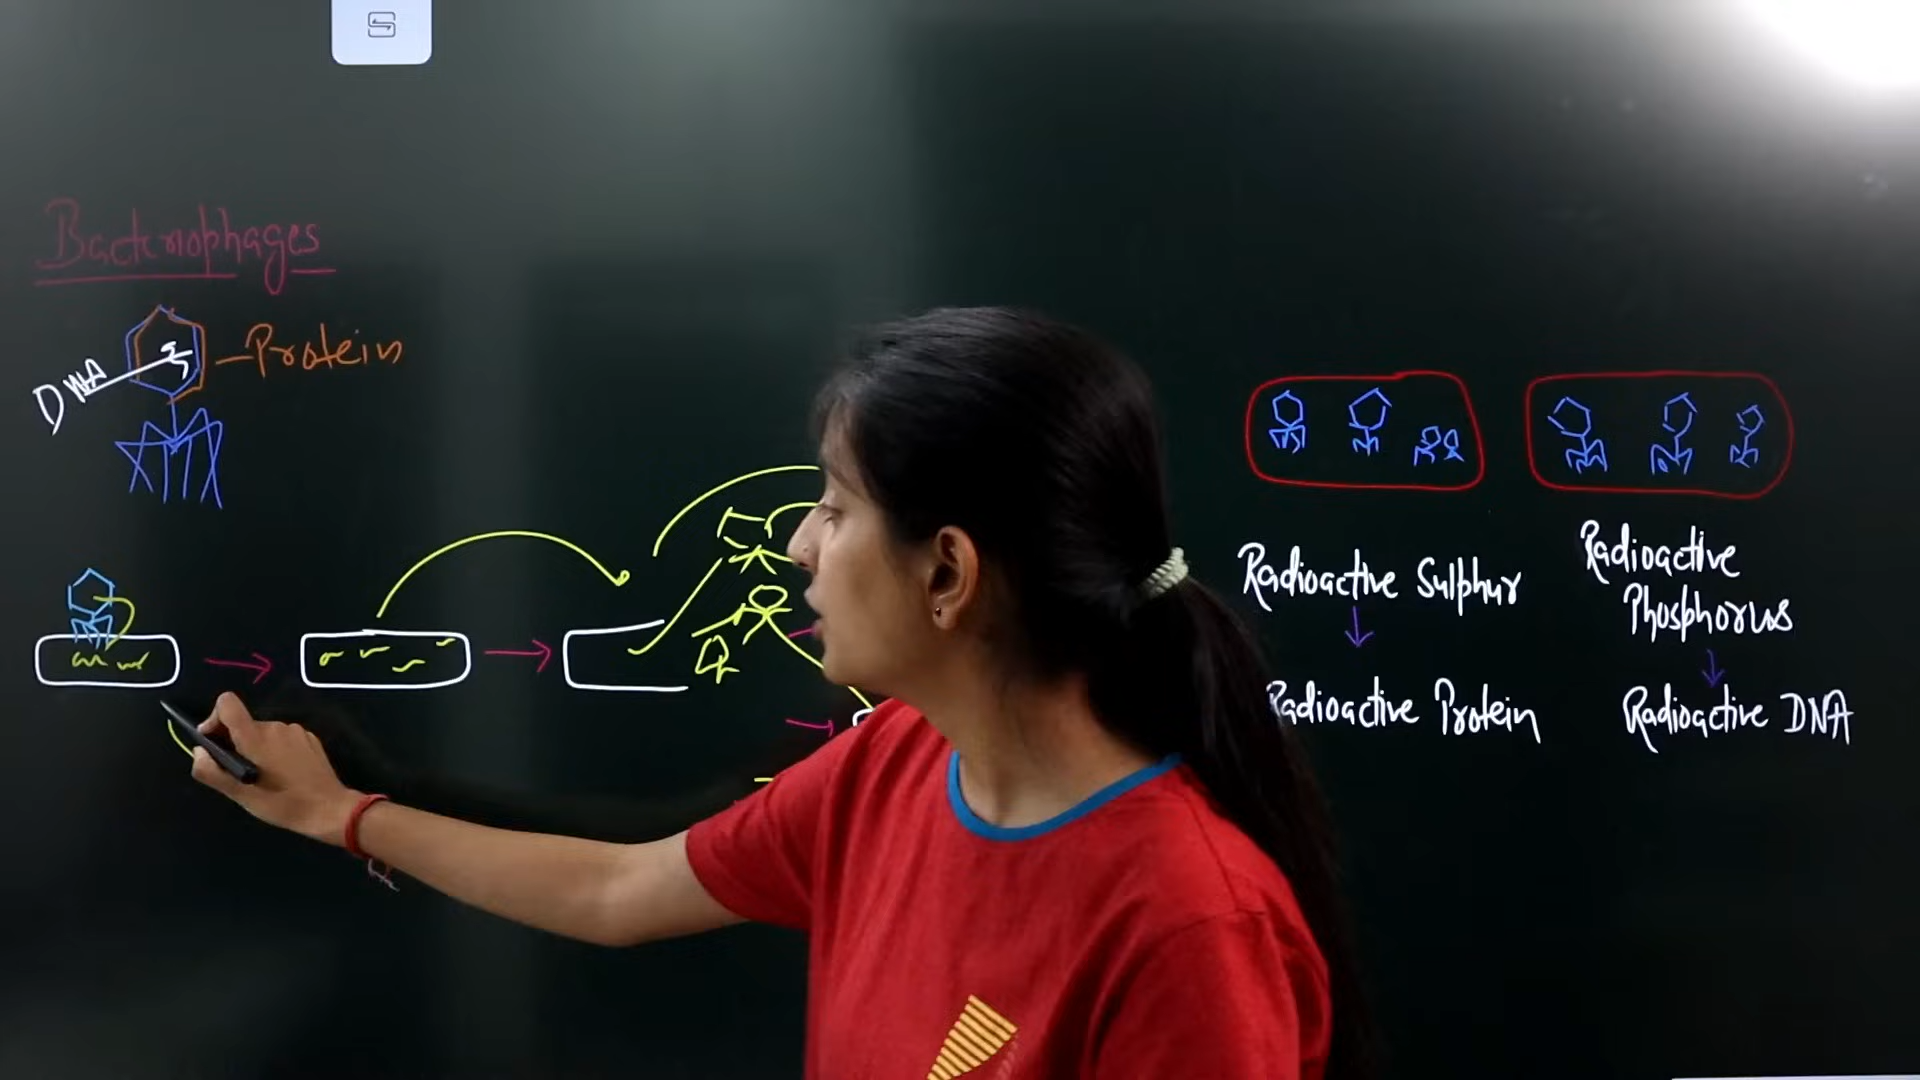 Bacteriophages
Protein
DNA
Radioactive Sulphur
Radioactive Protein
Radioactive
Phosphorus
Radioactive DNA